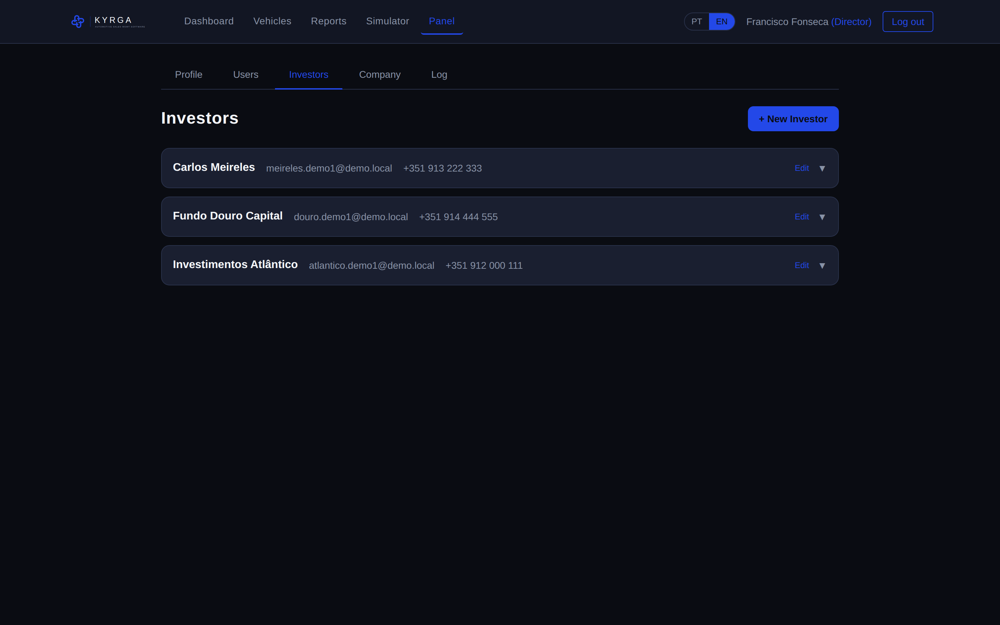 KYRGA
AUTOMOTIVE SALES MGMT SOFTWARE
Dashboard Vehicles Reports Simulator Panel
PT EN Francisco Fonseca (Director) Log out
Profile Users Investors Company Log
Investors
+ New Investor
Carlos Meireles meireles.demo1@demo.local +351 913 222 333 Edit ▼
Fundo Douro Capital douro.demo1@demo.local +351 914 444 555 Edit ▼
Investimentos Atlântico atlantico.demo1@demo.local +351 912 000 111 Edit ▼